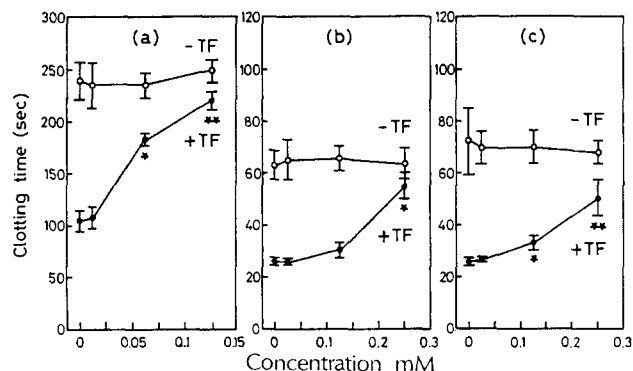 (a)
(b)
(c)
300
250
200
150
100
50
0
Clotting time (sec)
- TF
+ TF
*
**
0 0.05 0.1 0.15
100
80
60
40
20
0
- TF
+ TF
*
0 0.1 0.2 0.3
100
80
60
40
20
0
- TF
+ TF
*
**
0 0.1 0.2 0.3
Concentration mM